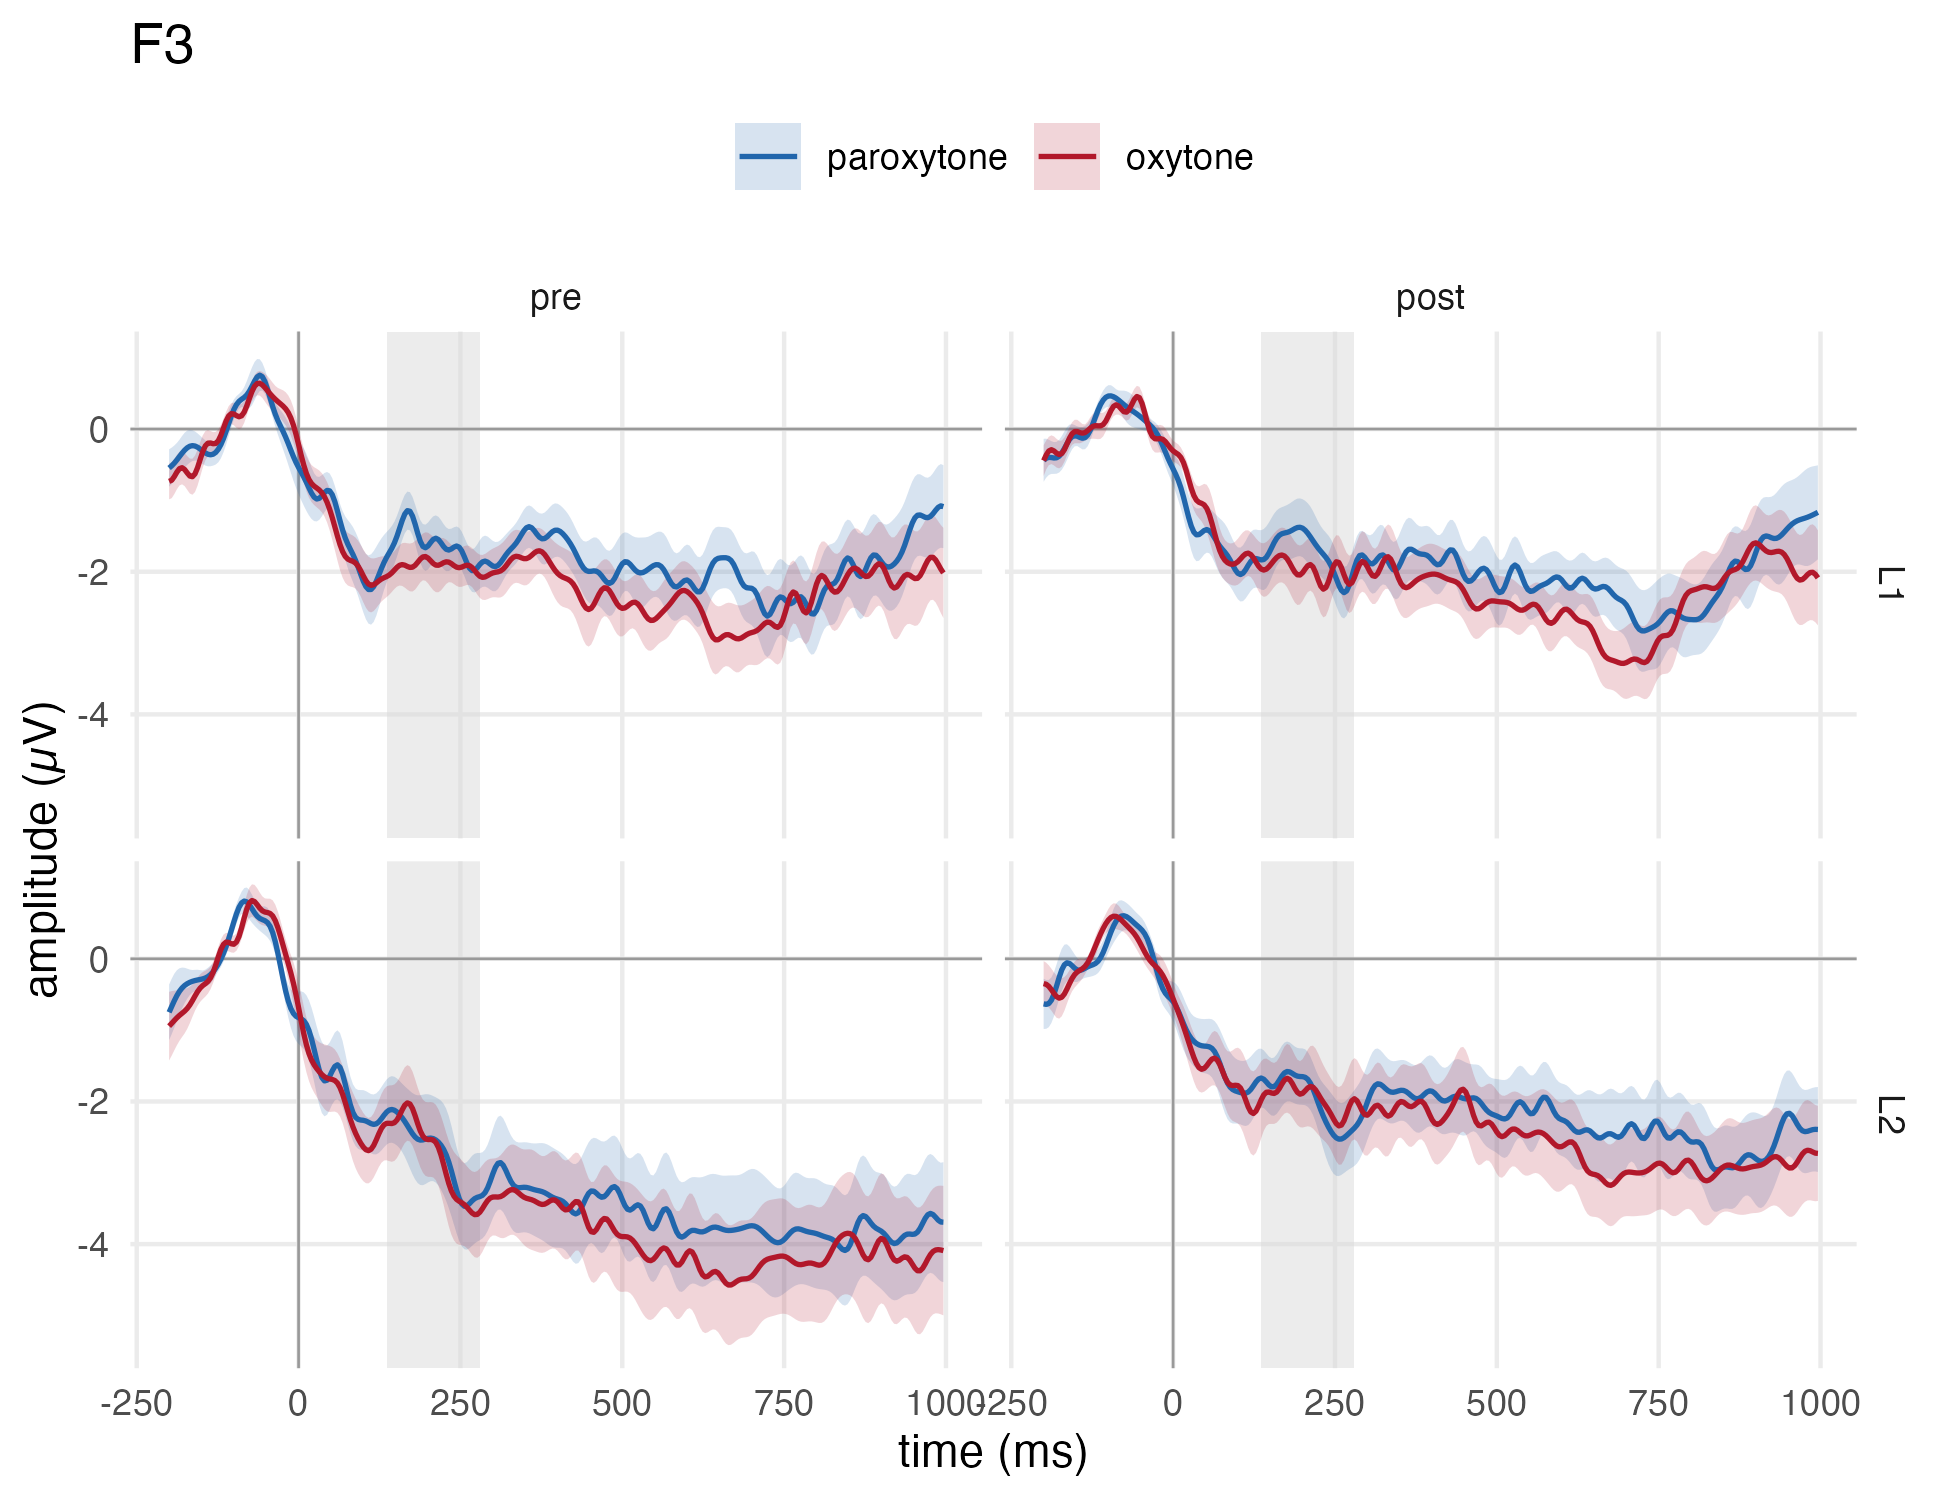 F3
paroxytone oxytone
pre post
0
-2
-4
L1
amplitude (μV)
0
-2
-4
L2
-250 0 250 500 750 1000 -250 0 250 500 750 1000
time (ms)